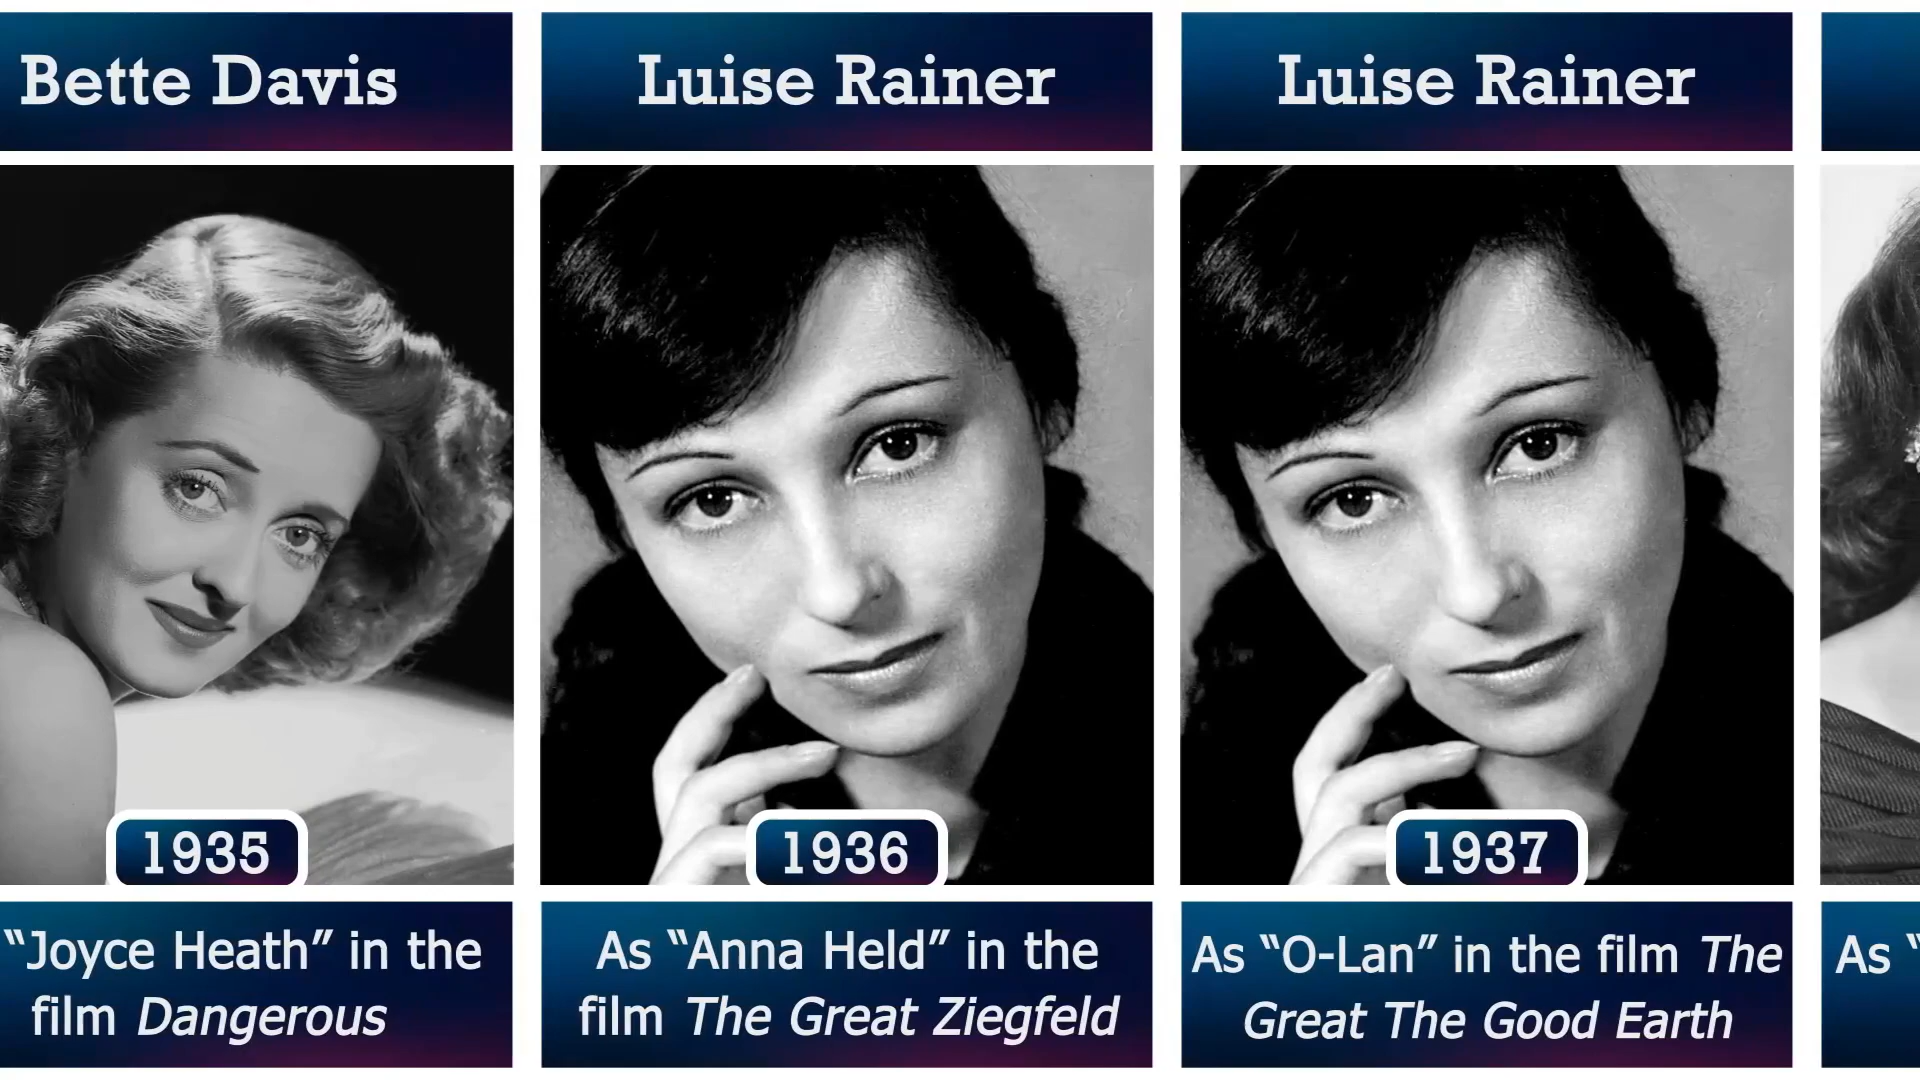 Bette Davis
Luise Rainer
Luise Rainer
1935
1936
1937
“Joyce Heath” in the
film Dangerous
As “Anna Held” in the
film The Great Ziegfeld
As “O-Lan” in the film The
Great The Good Earth
As “